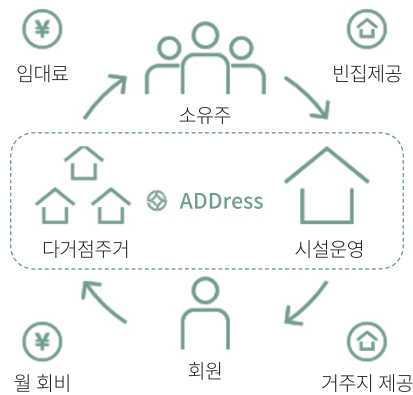 ¥
임대료
빈집제공
소유주
ADDress
다거점주거
시설운영
¥
월 회비
회원
거주지 제공